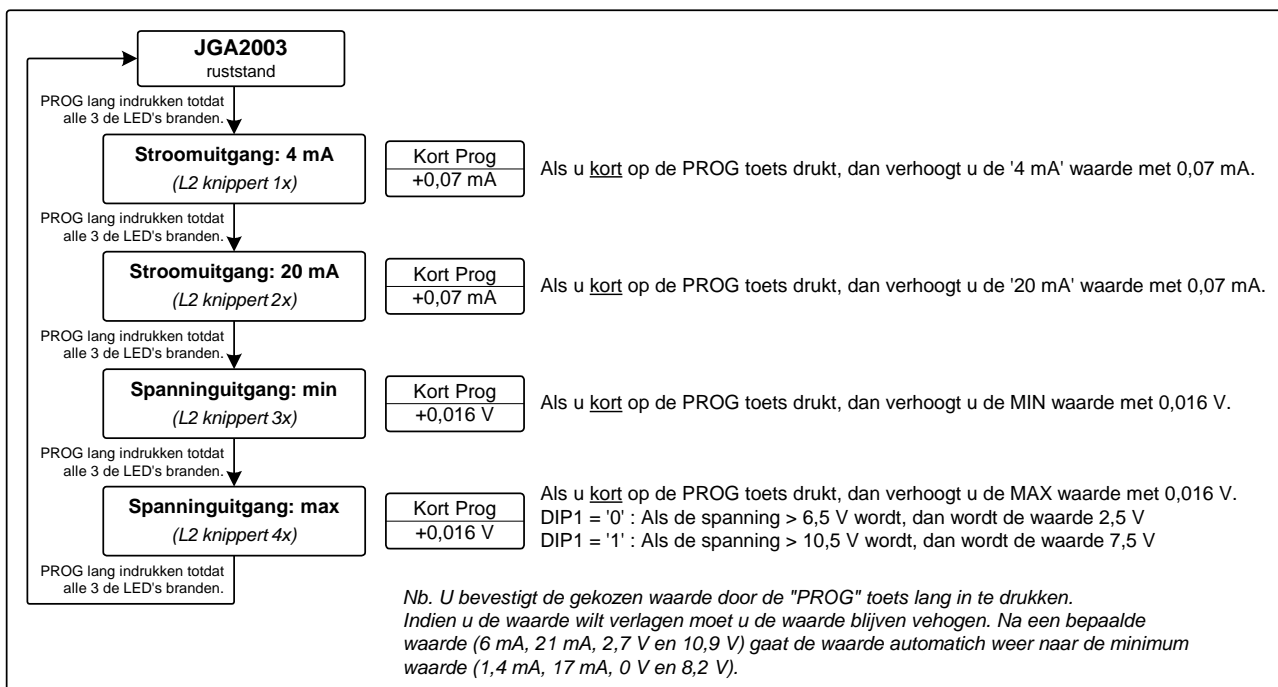 JGA2003
ruststand
PROG lang indrukken totdat
alle 3 de LED's branden.
Stroomuitgang: 4 mA
(L2 knippert 1x)
Kort Prog
+0,07 mA
Als u kort op de PROG toets drukt, dan verhoogt u de '4 mA' waarde met 0,07 mA.
PROG lang indrukken totdat
alle 3 de LED's branden.
Stroomuitgang: 20 mA
(L2 knippert 2x)
Kort Prog
+0,07 mA
Als u kort op de PROG toets drukt, dan verhoogt u de '20 mA' waarde met 0,07 mA.
PROG lang indrukken totdat
alle 3 de LED's branden.
Spanninguitgang: min
(L2 knippert 3x)
Kort Prog
+0,016 V
Als u kort op de PROG toets drukt, dan verhoogt u de MIN waarde met 0,016 V.
PROG lang indrukken totdat
alle 3 de LED's branden.
Spanninguitgang: max
(L2 knippert 4x)
Kort Prog
+0,016 V
Als u kort op de PROG toets drukt, dan verhoogt u de MAX waarde met 0,016 V.
DIP1 = '0' : Als de spanning > 6,5 V wordt, dan wordt de waarde 2,5 V
DIP1 = '1' : Als de spanning > 10,5 V wordt, dan wordt de waarde 7,5 V
PROG lang indrukken totdat
alle 3 de LED's branden.
Nb. U bevestigt de gekozen waarde door de "PROG" toets lang in te drukken.
Indien u de waarde wilt verlagen moet u de waarde blijven vehogen. Na een bepaalde
waarde (6 mA, 21 mA, 2,7 V en 10,9 V) gaat de waarde automatich weer naar de minimum
waarde (1,4 mA, 17 mA, 0 V en 8,2 V).